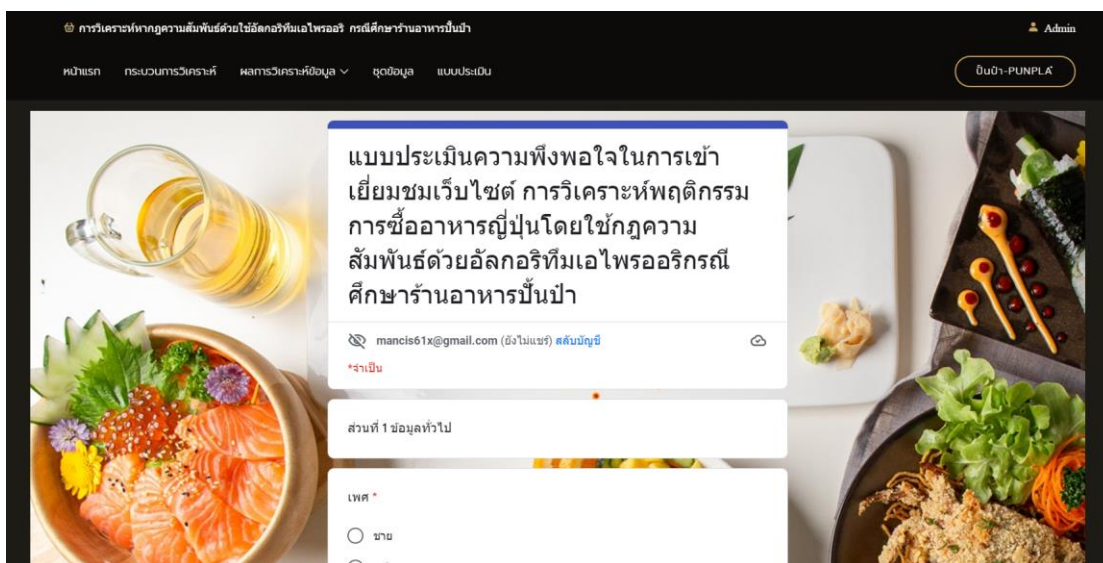 การวิเคราะห์หากฎความสัมพันธ์ด้วยใช้อัลกอริทึมเอไพรออริ กรณีศึกษาร้านอาหารปั้นป้า
Admin
หน้าแรก กระบวนการวิเคราะห์ ผลการวิเคราะห์ข้อมูล ชุดข้อมูล แบบประเมิน
ปั้นป้า-PUNPLA
แบบประเมินความพึงพอใจในการเข้า
เยี่ยมชมเว็บไซต์ การวิเคราะห์พฤติกรรม
การซื้ออาหารญี่ปุ่นโดยใช้กฎความ
สัมพันธ์ด้วยอัลกอริทึมเอไพรออริกรณี
ศึกษาร้านอาหารปั้นป้า
mancis61x@gmail.com (ยังไม่แชร์) สลับบัญชี
*จำเป็น
ส่วนที่ 1 ข้อมูลทั่วไป
เพศ *
ชาย